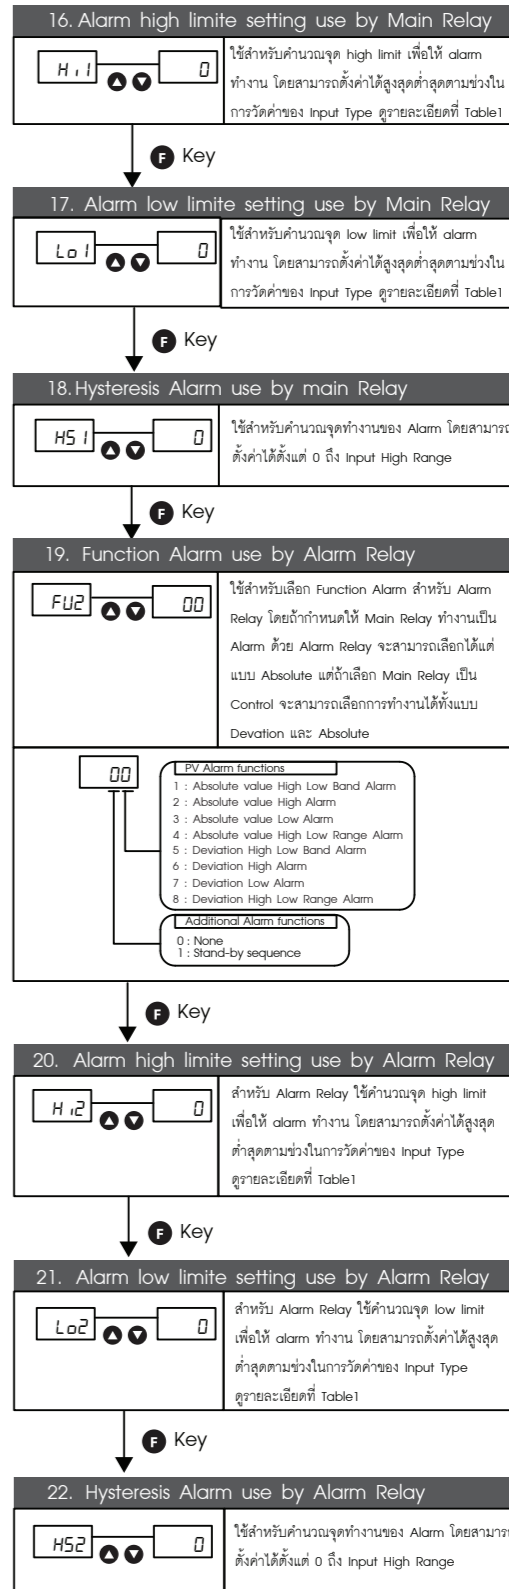 16. Alarm high limite setting use by Main Relay
Hi1
0
ใช้สำหรับคำนวณจุด high limit เพื่อให้ alarm
ทำงาน โดยสามารถตั้งค่าได้สูงสุดต่ำสุดตามช่วงใน
การวัดค่าของ Input Type ดูรายละเอียดที่ Table1
F Key
17. Alarm low limite setting use by Main Relay
Lo1
0
ใช้สำหรับคำนวณจุด low limit เพื่อให้ alarm
ทำงาน โดยสามารถตั้งค่าได้สูงสุดต่ำสุดตามช่วงใน
การวัดค่าของ Input Type ดูรายละเอียดที่ Table1
F Key
18.Hysteresis Alarm use by main Relay
HS1
0
ใช้สำหรับคำนวณจุดทำงานของ Alarm โดยสามารถ
ตั้งค่าได้ตั้งแต่ 0 ถึง Input High Range
F Key
19. Function Alarm use by Alarm Relay
FU2
00
ใช้สำหรับเลือก Function Alarm สำหรับ Alarm
Relay โดยถ้ากำหนดให้ Main Relay ทำงานเป็น
Alarm ด้วย Alarm Relay จะสามารถเลือกได้แต่
แบบ Absolute แต่ถ้าเลือก Main Relay เป็น
Control จะสามารถเลือกการทำงานได้ทั้งแบบ
Devation และ Absolute
00
PV Alarm functions
1 : Absolute value High Low Band Alarm
2 : Absolute value High Alarm
3 : Absolute value Low Alarm
4 : Absolute value High Low Range Alarm
5 : Deviation High Low Band Alarm
6 : Deviation High Alarm
7 : Deviation Low Alarm
8 : Deviation High Low Range Alarm
Additional Alarm functions
0 : None
1 : Stand-by sequence
F Key
20. Alarm high limite setting use by Alarm Relay
Hi2
0
สำหรับ Alarm Relay ใช้คำนวณจุด high limit
เพื่อให้ alarm ทำงาน โดยสามารถตั้งค่าได้สูงสุด
ต่ำสุดตามช่วงในการวัดค่าของ Input Type
ดูรายละเอียดที่ Table1
F Key
21. Alarm low limite setting use by Alarm Relay
Lo2
0
สำหรับ Alarm Relay ใช้คำนวณจุด low limit
เพื่อให้ alarm ทำงาน โดยสามารถตั้งค่าได้สูงสุด
ต่ำสุดตามช่วงในการวัดค่าของ Input Type
ดูรายละเอียดที่ Table1
F Key
22. Hysteresis Alarm use by Alarm Relay
HS2
0
ใช้สำหรับคำนวณจุดทำงานของ Alarm โดยสามารถ
ตั้งค่าได้ตั้งแต่ 0 ถึง Input High Range